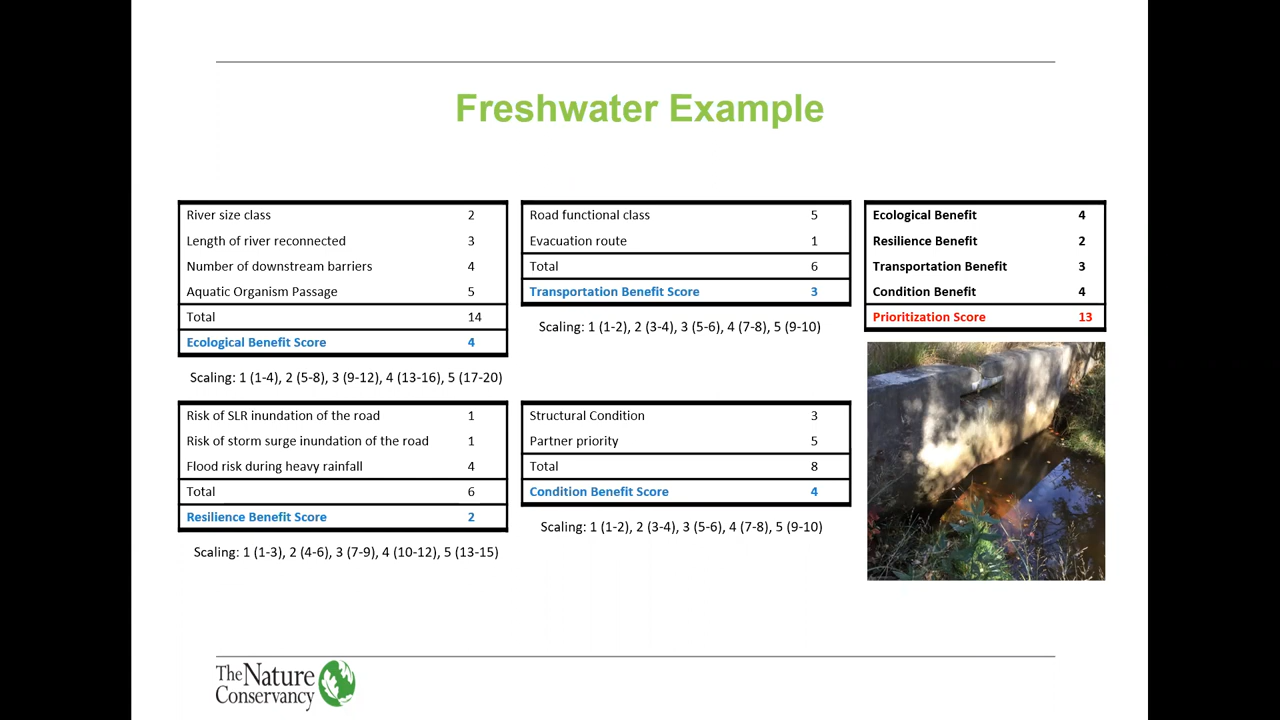 Freshwater Example
River size class 2
Length of river reconnected 3
Number of downstream barriers 4
Aquatic Organism Passage 5
Total 14
Ecological Benefit Score 4
Scaling: 1 (1-4), 2 (5-8), 3 (9-12), 4 (13-16), 5 (17-20)
Risk of SLR inundation of the road 1
Risk of storm surge inundation of the road 1
Flood risk during heavy rainfall 4
Total 6
Resilience Benefit Score 2
Scaling: 1 (1-3), 2 (4-6), 3 (7-9), 4 (10-12), 5 (13-15)
Road functional class 5
Evacuation route 1
Total 6
Transportation Benefit Score 3
Scaling: 1 (1-2), 2 (3-4), 3 (5-6), 4 (7-8), 5 (9-10)
Structural Condition 3
Partner priority 5
Total 8
Condition Benefit Score 4
Scaling: 1 (1-2), 2 (3-4), 3 (5-6), 4 (7-8), 5 (9-10)
Ecological Benefit 4
Resilience Benefit 2
Transportation Benefit 3
Condition Benefit 4
Prioritization Score 13
The Nature
Conservancy